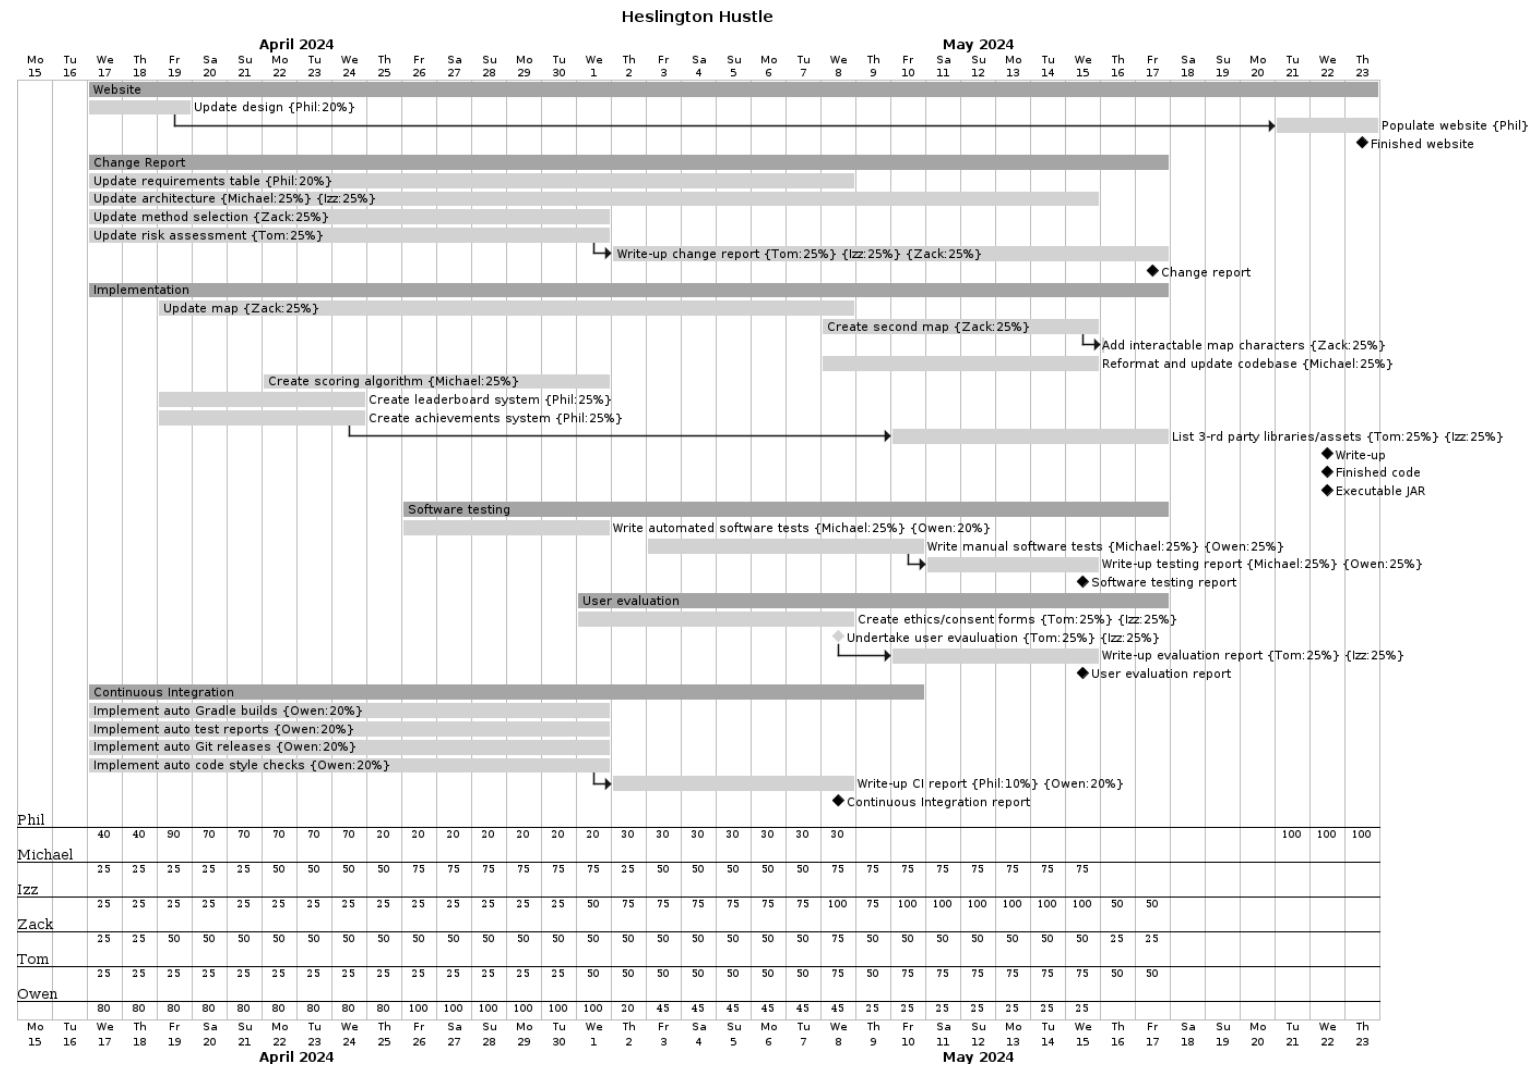 Heslington Hustle
April 2024 May 2024
Mo Tu We Th Fr Sa Su Mo Tu We Th Fr Sa Su Mo Tu We Th Fr Sa Su Mo Tu We Th Fr Sa Su Mo Tu We Th Fr Sa Su Mo Tu We Th
15 16 17 18 19 20 21 22 23 24 25 26 27 28 29 30 1 2 3 4 5 6 7 8 9 10 11 12 13 14 15 16 17 18 19 20 21 22 23
Website
Update design {Phil:20%}
Populate website {Phil}
Finished website
Change Report
Update requirements table {Phil:20%}
Update architecture {Michael:25%} {Izz:25%}
Update method selection {Zack:25%}
Update risk assessment {Tom:25%}
Write-up change report {Tom:25%} {Izz:25%} {Zack:25%}
Change report
Implementation
Update map {Zack:25%}
Create second map {Zack:25%}
Add interactable map characters {Zack:25%}
Reformat and update codebase {Michael:25%}
Create scoring algorithm {Michael:25%}
Create leaderboard system {Phil:25%}
Create achievements system {Phil:25%}
List 3-rd party libraries/assets {Tom:25%} {Izz:25%}
Write-up
Finished code
Executable JAR
Software testing
Write automated software tests {Michael:25%} {Owen:20%}
Write manual software tests {Michael:25%} {Owen:25%}
Write-up testing report {Michael:25%} {Owen:25%}
Software testing report
User evaluation
Create ethics/consent forms {Tom:25%} {Izz:25%}
Undertake user evauluation {Tom:25%} {Izz:25%}
Write-up evaluation report {Tom:25%} {Izz:25%}
User evaluation report
Continuous Integration
Implement auto Gradle builds {Owen:20%}
Implement auto test reports {Owen:20%}
Implement auto Git releases {Owen:20%}
Implement auto code style checks {Owen:20%}
Write-up CI report {Phil:10%} {Owen:20%}
Continuous Integration report
Phil
40 40 90 70 70 70 70 70 20 20 20 20 20 20 20 30 30 30 30 30 30 30 100 100 100
Michael
25 25 25 25 25 50 50 50 50 75 75 75 75 75 75 25 50 50 50 50 50 75 75 75 75 75 75 75 75
Izz
25 25 25 25 25 25 25 25 25 25 25 25 25 25 50 75 75 75 75 75 75 100 75 100 100 100 100 100 100 50 50
Zack
25 25 50 50 50 50 50 50 50 50 50 50 50 50 50 50 50 50 50 50 50 75 50 50 50 50 50 50 50 25 25
Tom
25 25 25 25 25 25 25 25 25 25 25 25 25 25 50 50 50 50 50 50 50 75 50 75 75 75 75 75 75 50 50
Owen
80 80 80 80 80 80 80 80 80 100 100 100 100 100 100 20 45 45 45 45 45 45 25 25 25 25 25 25 25
Mo Tu We Th Fr Sa Su Mo Tu We Th Fr Sa Su Mo Tu We Th Fr Sa Su Mo Tu We Th Fr Sa Su Mo Tu We Th Fr Sa Su Mo Tu We Th
15 16 17 18 19 20 21 22 23 24 25 26 27 28 29 30 1 2 3 4 5 6 7 8 9 10 11 12 13 14 15 16 17 18 19 20 21 22 23
April 2024 May 2024